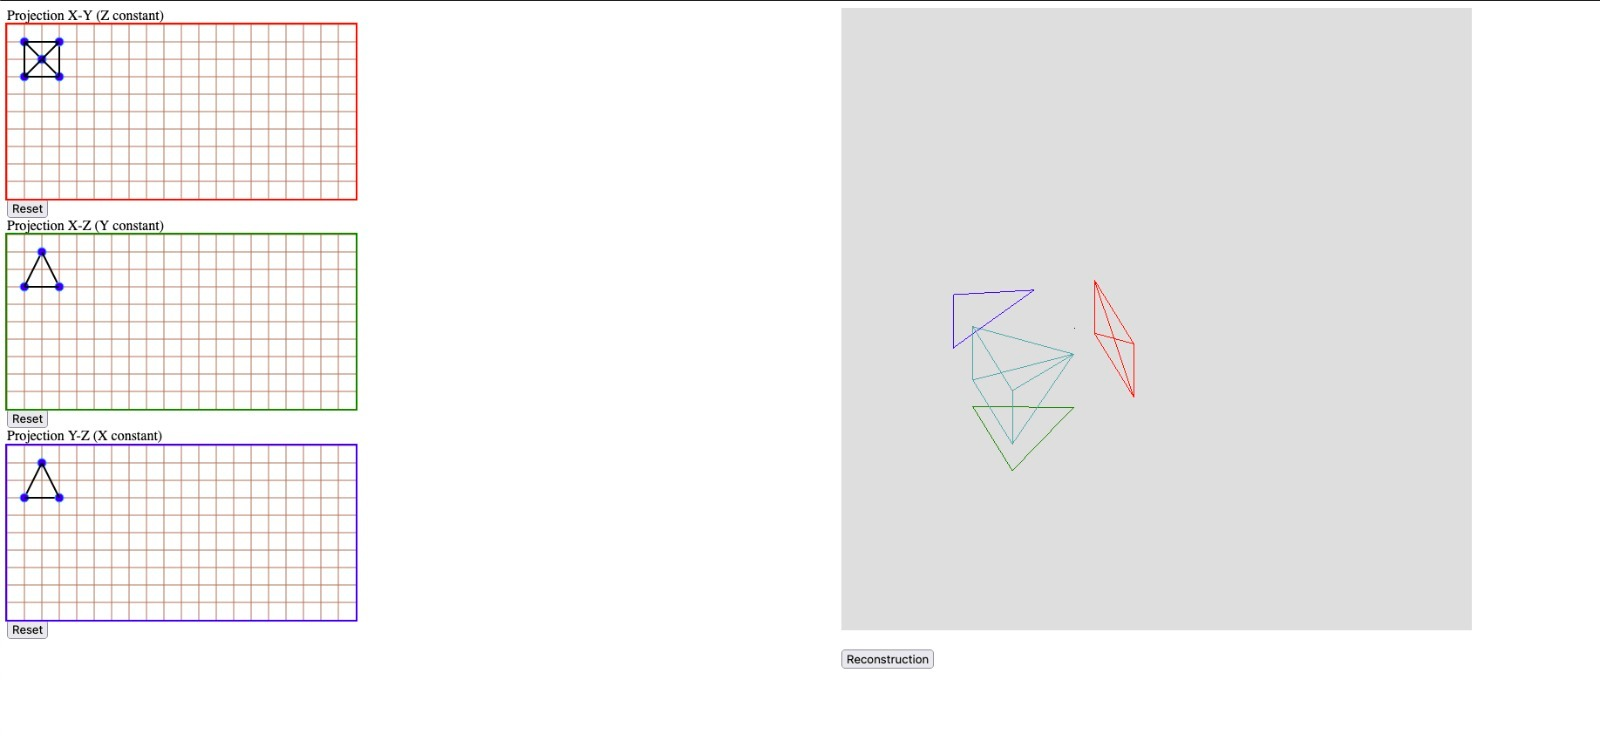 Projection X-Y (Z constant)
Reset
Projection X-Z (Y constant)
Reset
Projection Y-Z (X constant)
Reset
Reconstruction